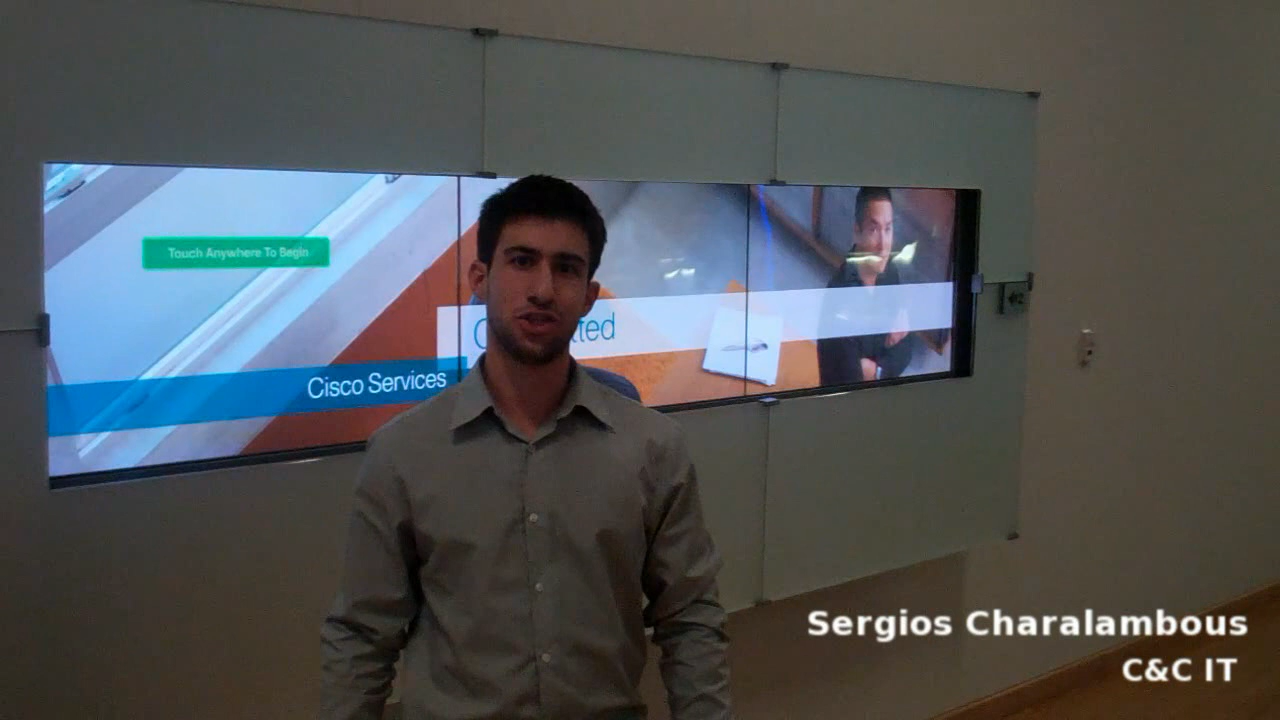 Touch Anywhere To Begin
Cisco Services
Sergios Charalambous
C&C IT